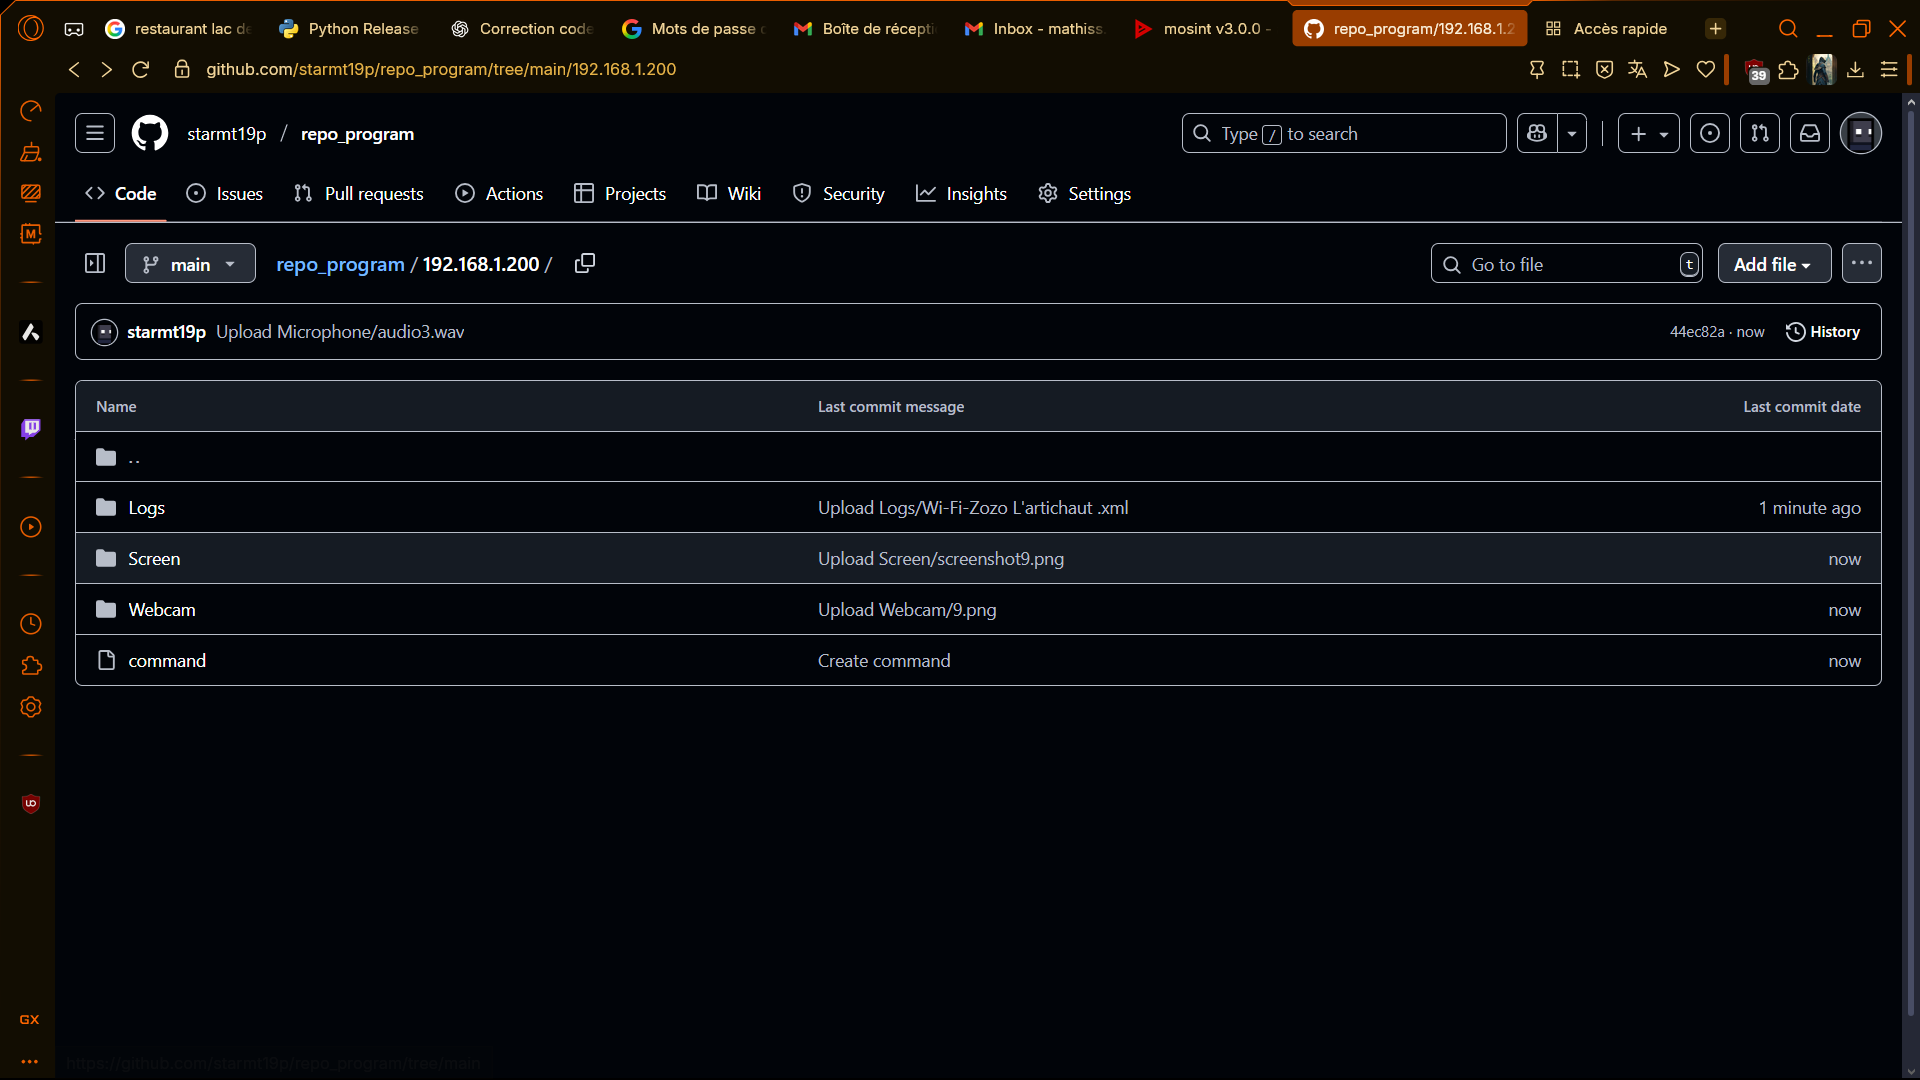 restaurant lac de
Python Release
Correction code
Mots de passe c
Boîte de récepti
Inbox - mathiss.
mosint v3.0.0 -
repo_program/192.168.1.2
Accès rapide
github.com/starmt19p/repo_program/tree/main/192.168.1.200
39
starmt19p / repo_program
Type / to search
Code
Issues
Pull requests
Actions
Projects
Wiki
Security
Insights
Settings
main
repo_program / 192.168.1.200 /
Go to file
t
Add file
starmt19p Upload Microphone/audio3.wav
44ec82a · now
History
Name
Last commit message
Last commit date
..
Logs
Upload Logs/Wi-Fi-Zozo L'artichaut .xml
1 minute ago
Screen
Upload Screen/screenshot9.png
now
Webcam
Upload Webcam/9.png
now
command
Create command
now
GX
https://github.com/starmt19p/repo_program/tree/main